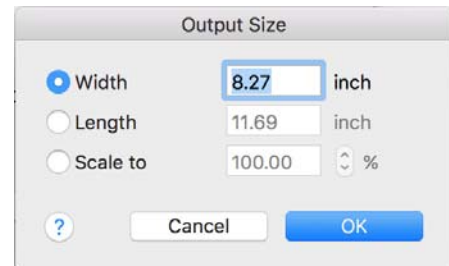 Output Size
Width 8.27 inch
Length 11.69 inch
Scale to 100.00 %
? Cancel OK